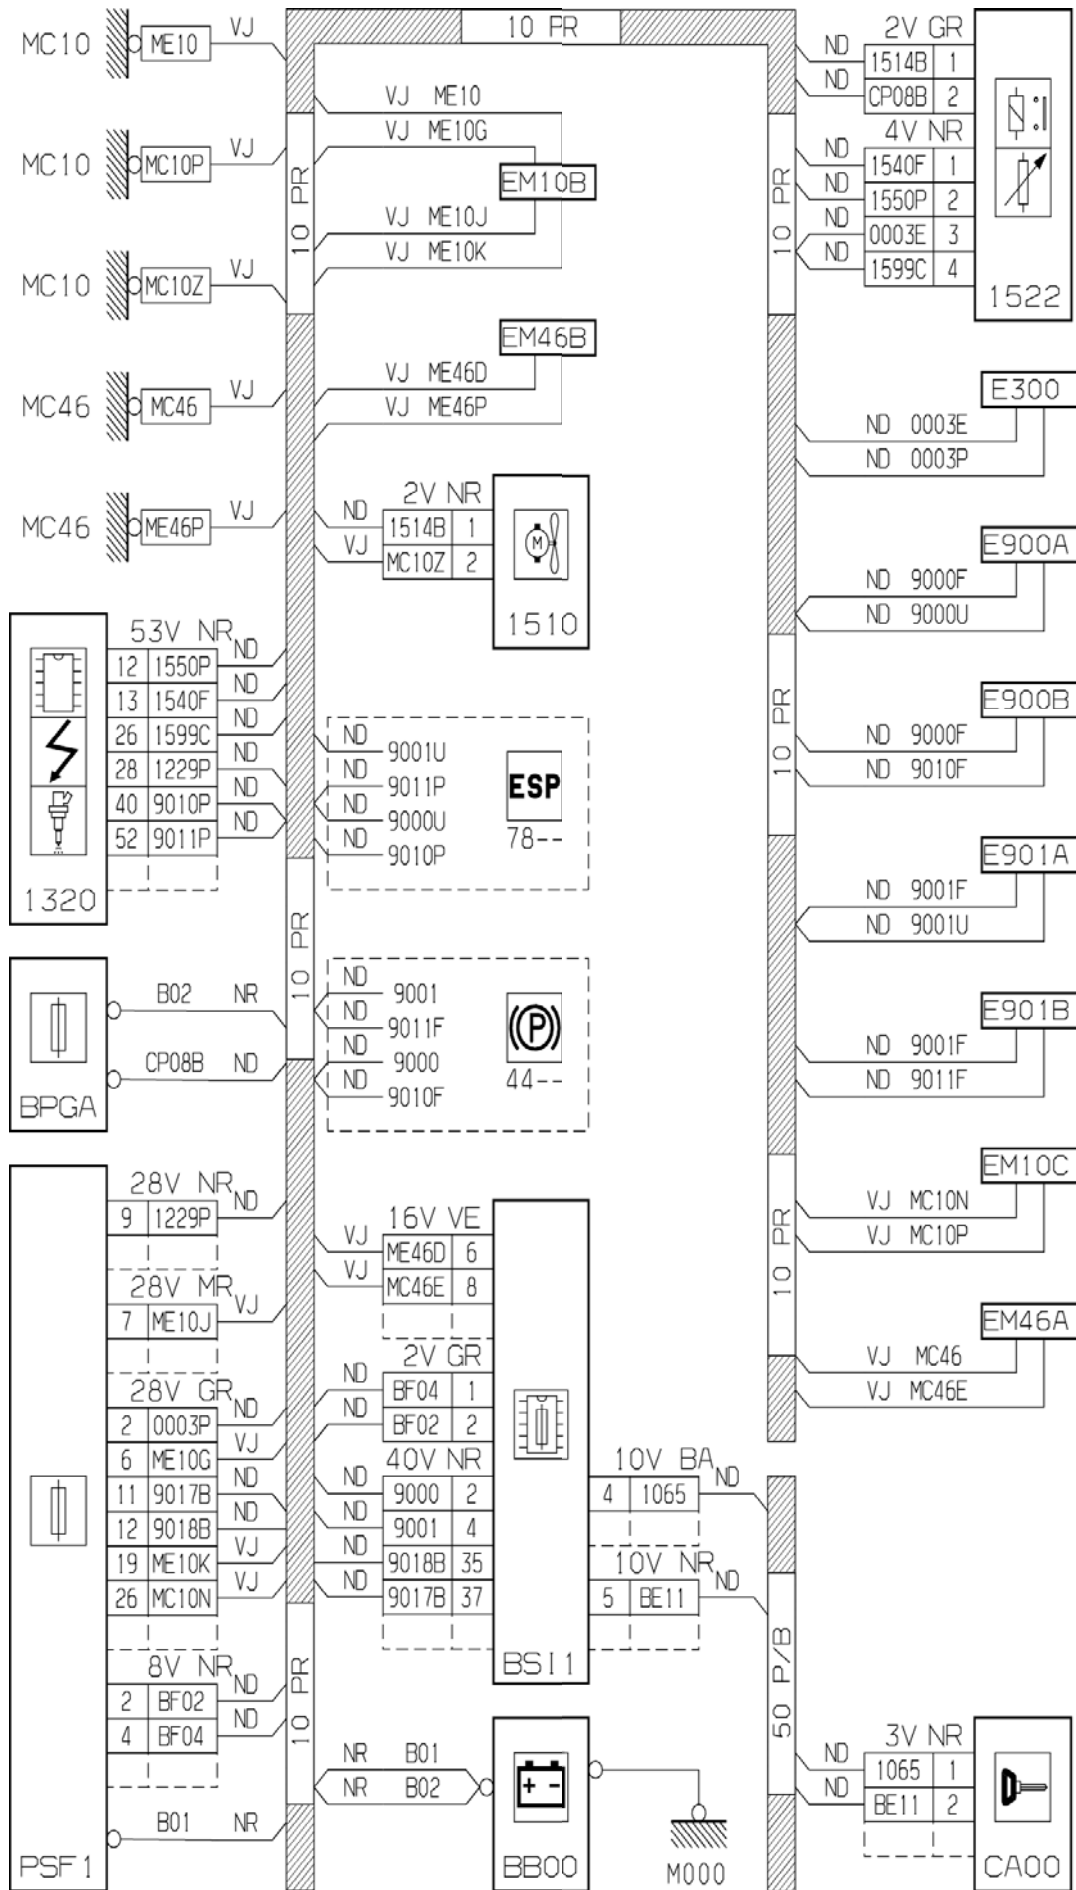 10 PR
MC10 ME10 VJ
MC10 MC10P VJ
MC10 MC10Z VJ
MC46 MC46 VJ
MC46 ME46P VJ
10 PR
VJ ME10
VJ ME10G
EM10B
VJ ME10J
VJ ME10K
EM46B
VJ ME46D
VJ ME46P
2V NR
ND 1514B 1
VJ MC10Z 2
M
1510
2V GR
ND 1514B 1
ND CP08B 2
4V NR
ND 1540F 1
ND 1550P 2
ND 0003E 3
ND 1599C 4
1522
10 PR
E300
ND 0003E
ND 0003P
E900A
ND 9000F
ND 9000U
10 PR
E900B
ND 9000F
ND 9010F
E901A
ND 9001F
ND 9001U
E901B
ND 9001F
ND 9011F
10 PR
EM10C
VJ MC10N
VJ MC10P
EM46A
VJ MC46
VJ MC46E
53V NR
12 1550P ND
13 1540F ND
26 1599C ND
28 1229P ND
40 9010P ND
52 9011P ND
1320
ND 9001U
ND 9011P
ND 9000U
ND 9010P
ESP
78--
10 PR
B02 NR
CP08B ND
BPGA
ND 9001
ND 9011F
ND 9000
ND 9010F
(P)
44--
28V NR
9 1229P ND
28V MR
7 ME10J VJ
28V GR
2 0003P ND
6 ME10G VJ
11 9017B ND
12 9018B ND
19 ME10K VJ
26 MC10N VJ
8V NR
2 BF02 ND
4 BF04 ND
B01 NR
PSF1
10 PR
16V VE
VJ ME46D 6
VJ MC46E 8
2V GR
ND BF04 1
ND BF02 2
40V NR
ND 9000 2
ND 9001 4
ND 9018B 35
ND 9017B 37
BSI1
10V BA
4 1065 ND
10V NR
5 BE11 ND
50 P/B
NR B01
NR B02
+ -
BB00
M000
3V NR
ND 1065 1
ND BE11 2
CA00